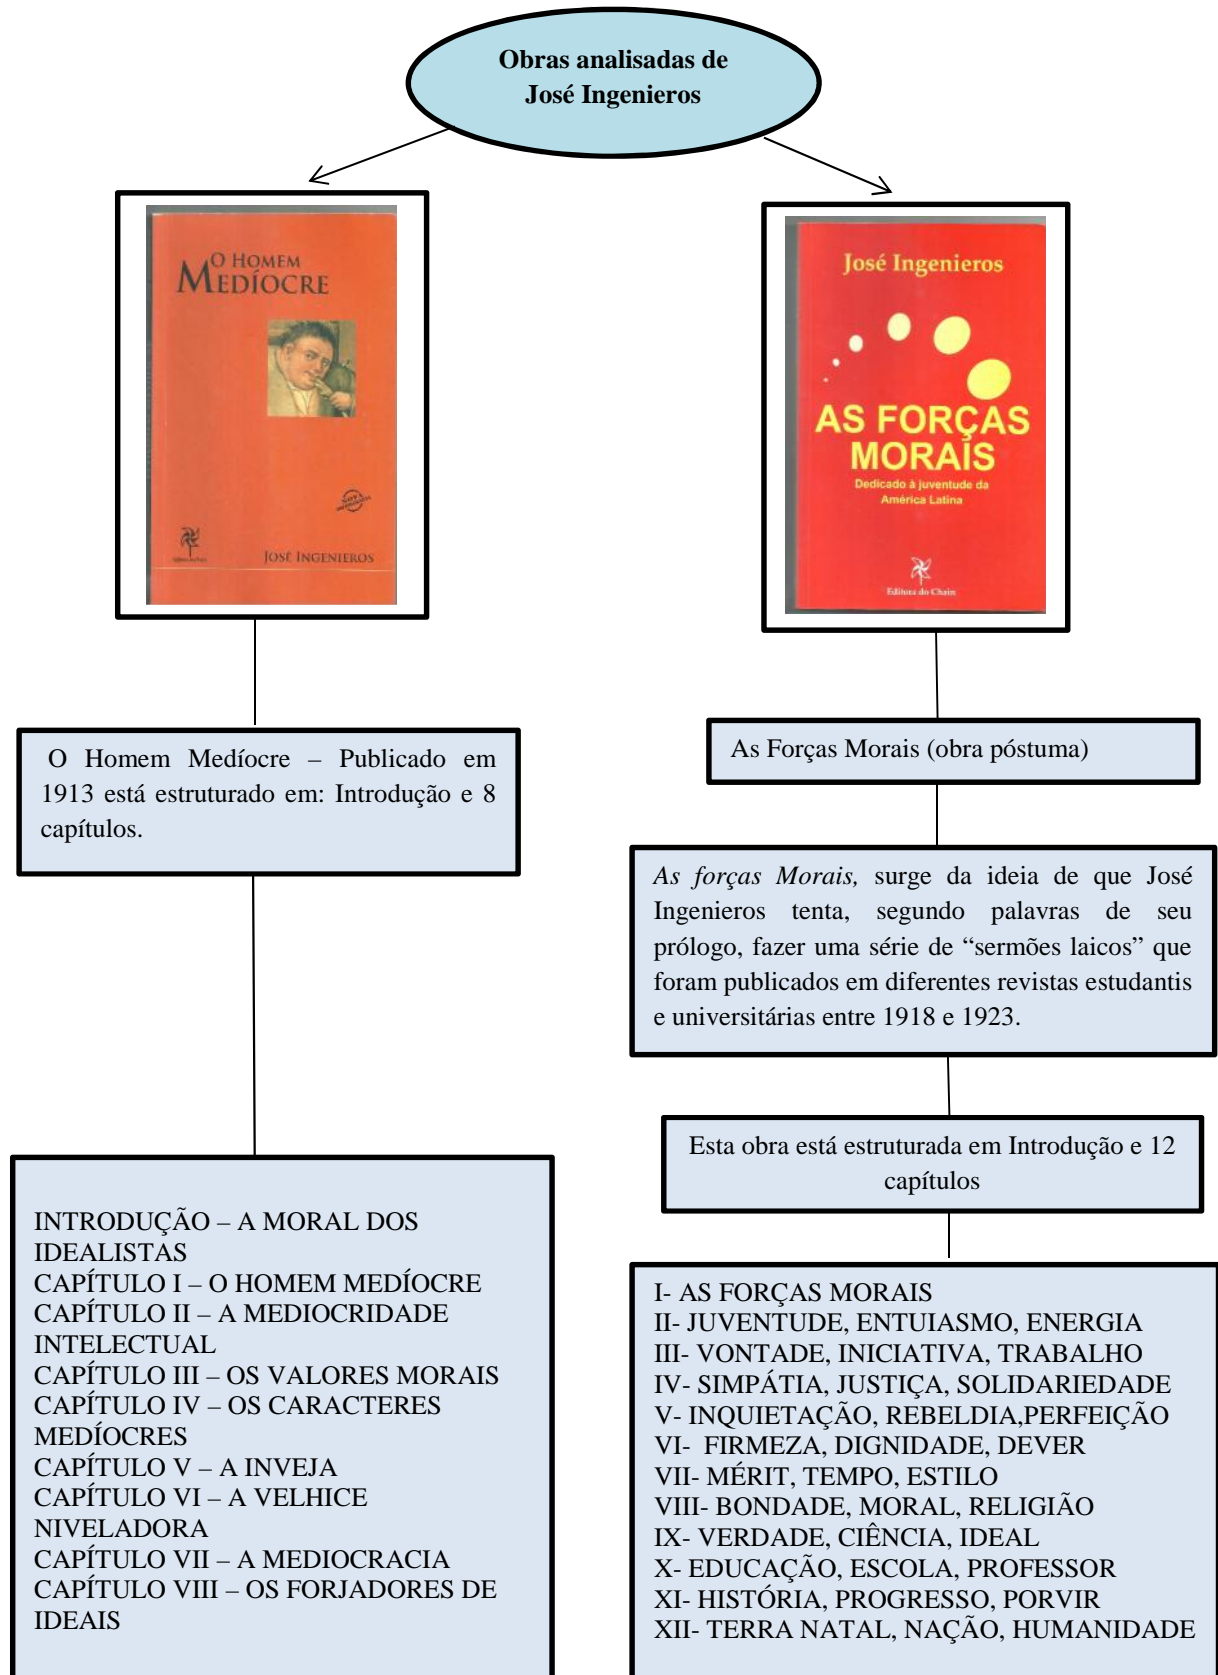 Obras analisadas de
José Ingenieros
O HOMEM
MEDÍOCRE
NOVA
JOSÉ INGENIEROS
O Homem Medíocre – Publicado em
1913 está estruturado em: Introdução e 8
capítulos.
INTRODUÇÃO – A MORAL DOS
IDEALISTAS
CAPÍTULO I – O HOMEM MEDÍOCRE
CAPÍTULO II – A MEDIOCRIDADE
INTELECTUAL
CAPÍTULO III – OS VALORES MORAIS
CAPÍTULO IV – OS CARACTERES
MEDÍOCRES
CAPÍTULO V – A INVEJA
CAPÍTULO VI – A VELHICE
NIVELADORA
CAPÍTULO VII – A MEDIOCRACIA
CAPÍTULO VIII – OS FORJADORES DE
IDEAIS
José Ingenieros
AS FORÇAS
MORAIS
Dedicado à juventude da
América Latina
Editora do Chain
As Forças Morais (obra póstuma)
As forças Morais, surge da ideia de que José
Ingenieros tenta, segundo palavras de seu
prólogo, fazer uma série de “sermões laicos” que
foram publicados em diferentes revistas estudantis
e universitárias entre 1918 e 1923.
Esta obra está estruturada em Introdução e 12
capítulos
I- AS FORÇAS MORAIS
II- JUVENTUDE, ENTUIASMO, ENERGIA
III- VONTADE, INICIATIVA, TRABALHO
IV- SIMPÁTIA, JUSTIÇA, SOLIDARIEDADE
V- INQUIETAÇÃO, REBELDIA,PERFEIÇÃO
VI- FIRMEZA, DIGNIDADE, DEVER
VII- MÉRIT, TEMPO, ESTILO
VIII- BONDADE, MORAL, RELIGIÃO
IX- VERDADE, CIÊNCIA, IDEAL
X- EDUCAÇÃO, ESCOLA, PROFESSOR
XI- HISTÓRIA, PROGRESSO, PORVIR
XII- TERRA NATAL, NAÇÃO, HUMANIDADE